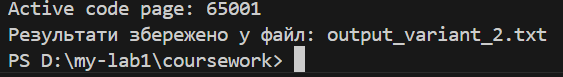 Active code page: 65001
Результати збережено у файл: output_variant_2.txt
PS D:\my-lab1\coursework>